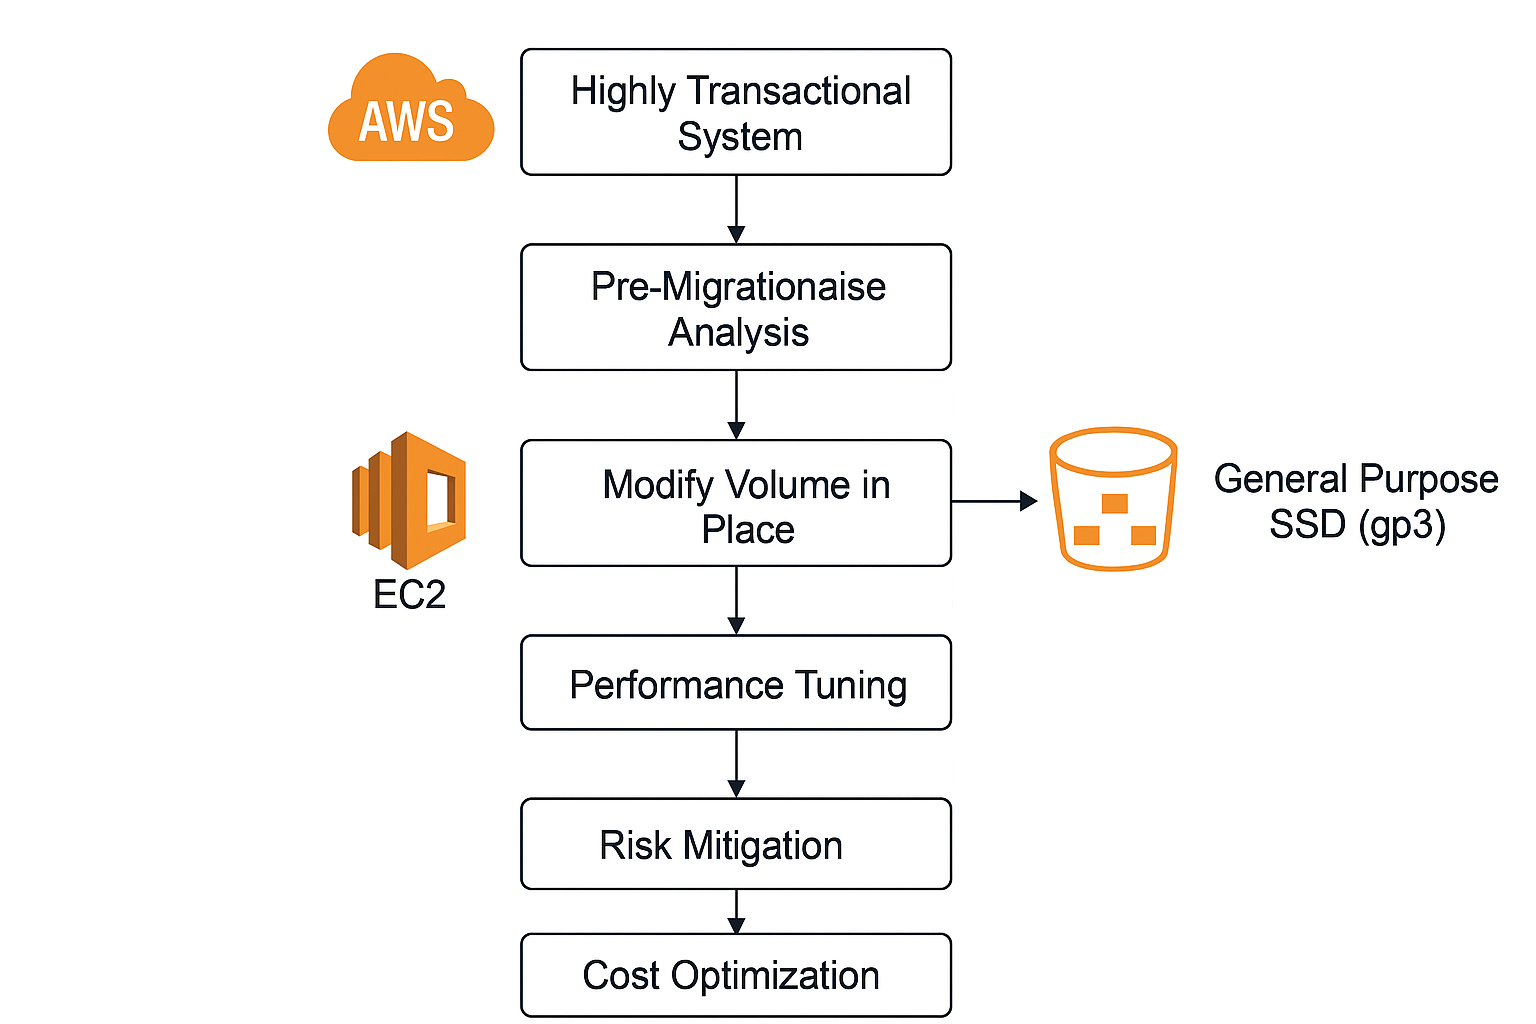 AWS
Highly Transactional
System
Pre-Migrationaise
Analysis
EC2
Modify Volume in
Place
General Purpose
SSD (gp3)
Performance Tuning
Risk Mitigation
Cost Optimization